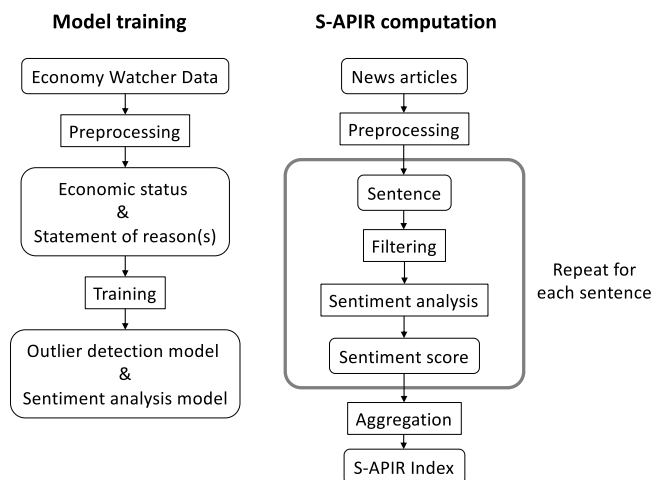 Model training
Economy Watcher Data
Preprocessing
Economic status
&
Statement of reason(s)
Training
Outlier detection model
&
Sentiment analysis model
S-APIR computation
News articles
Preprocessing
Sentence
Filtering
Sentiment analysis
Sentiment score
Repeat for
each sentence
Aggregation
S-APIR Index